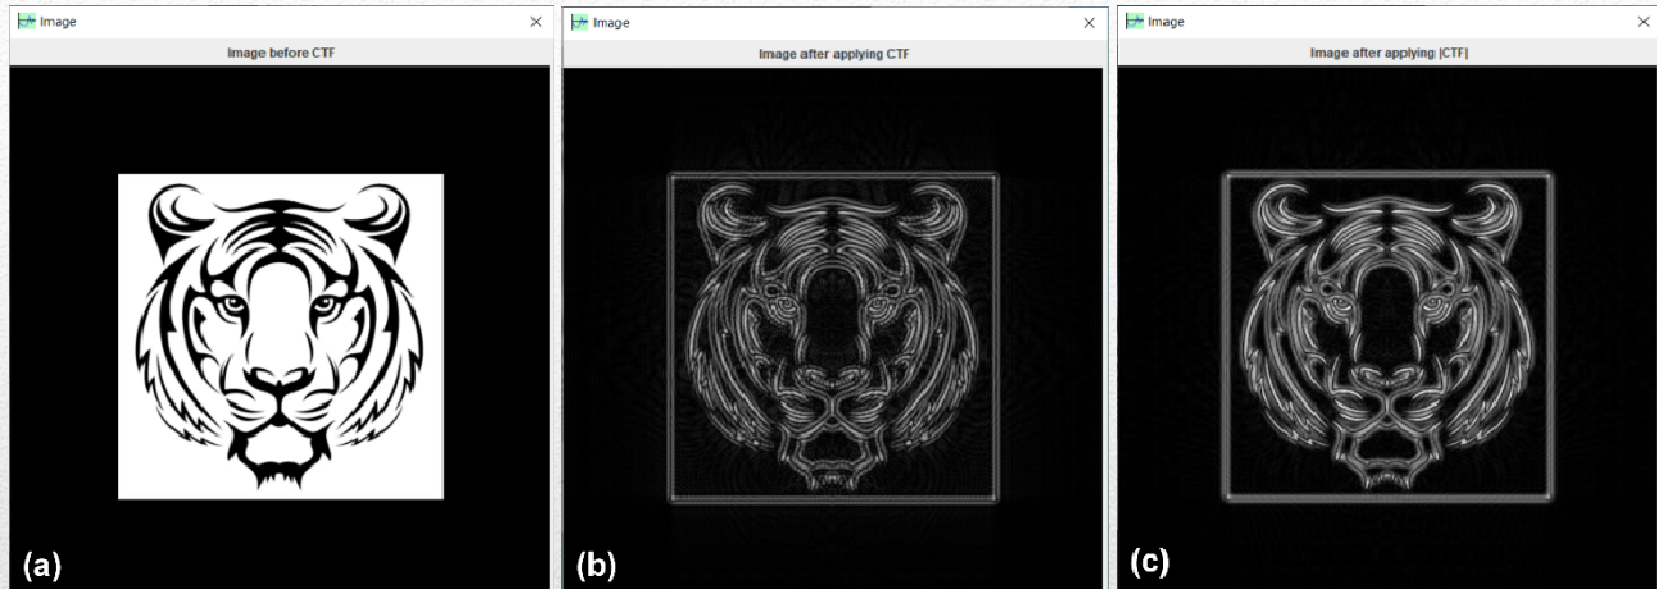 Image
Image before CTF
(a)
Image
Image after applying CTF
(b)
Image
Image after applying |CTF|
(c)